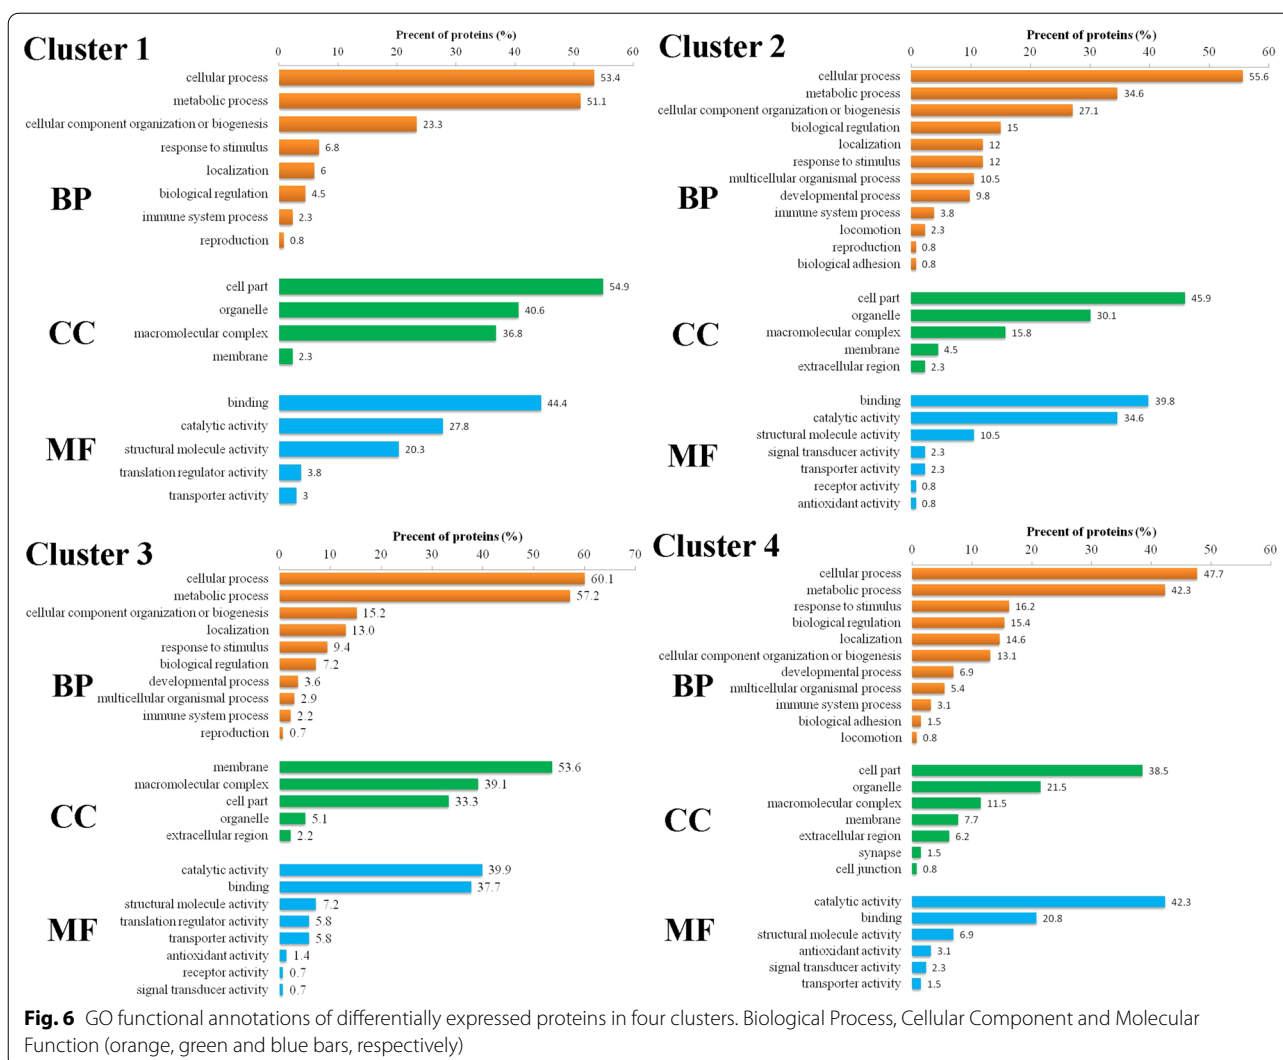 Cluster 1
Precent of proteins (%)
0 10 20 30 40 50 60
cellular process 53.4
metabolic process 51.1
cellular component organization or biogenesis 23.3
response to stimulus 6.8
localization 6
BP
biological regulation 4.5
immune system process 2.3
reproduction 0.8
cell part 54.9
organelle 40.6
CC
macromolecular complex 36.8
membrane 2.3
binding 44.4
catalytic activity 27.8
MF
structural molecule activity 20.3
translation regulator activity 3.8
transporter activity 3
Cluster 2
Precent of proteins (%)
0 10 20 30 40 50 60
cellular process 55.6
metabolic process 34.6
cellular component organization or biogenesis 27.1
biological regulation 15
localization 12
response to stimulus 12
multicellular organismal process 10.5
BP
developmental process 9.8
immune system process 3.8
locomotion 2.3
reproduction 0.8
biological adhesion 0.8
cell part 45.9
organelle 30.1
CC
macromolecular complex 15.8
membrane 4.5
extracellular region 2.3
binding 39.8
catalytic activity 34.6
structural molecule activity 10.5
MF
signal transducer activity 2.3
transporter activity 2.3
receptor activity 0.8
antioxidant activity 0.8
Cluster 3
Precent of proteins (%)
0 10 20 30 40 50 60 70
cellular process 60.1
metabolic process 57.2
cellular component organization or biogenesis 15.2
localization 13.0
response to stimulus 9.4
biological regulation 7.2
BP
developmental process 3.6
multicellular organismal process 2.9
immune system process 2.2
reproduction 0.7
membrane 53.6
macromolecular complex 39.1
cell part 33.3
CC
organelle 5.1
extracellular region 2.2
catalytic activity 39.9
binding 37.7
structural molecule activity 7.2
MF
translation regulator activity 5.8
transporter activity 5.8
antioxidant activity 1.4
receptor activity 0.7
signal transducer activity 0.7
Cluster 4
Precent of proteins (%)
0 10 20 30 40 50 60
cellular process 47.7
metabolic process 42.3
response to stimulus 16.2
biological regulation 15.4
localization 14.6
cellular component organization or biogenesis 13.1
BP
developmental process 6.9
multicellular organismal process 5.4
immune system process 3.1
biological adhesion 1.5
locomotion 0.8
cell part 38.5
organelle 21.5
macromolecular complex 11.5
CC
membrane 7.7
extracellular region 6.2
synapse 1.5
cell junction 0.8
catalytic activity 42.3
binding 20.8
MF
structural molecule activity 6.9
antioxidant activity 3.1
signal transducer activity 2.3
transporter activity 1.5
Fig. 6 GO functional annotations of differentially expressed proteins in four clusters. Biological Process, Cellular Component and Molecular
Function (orange, green and blue bars, respectively)